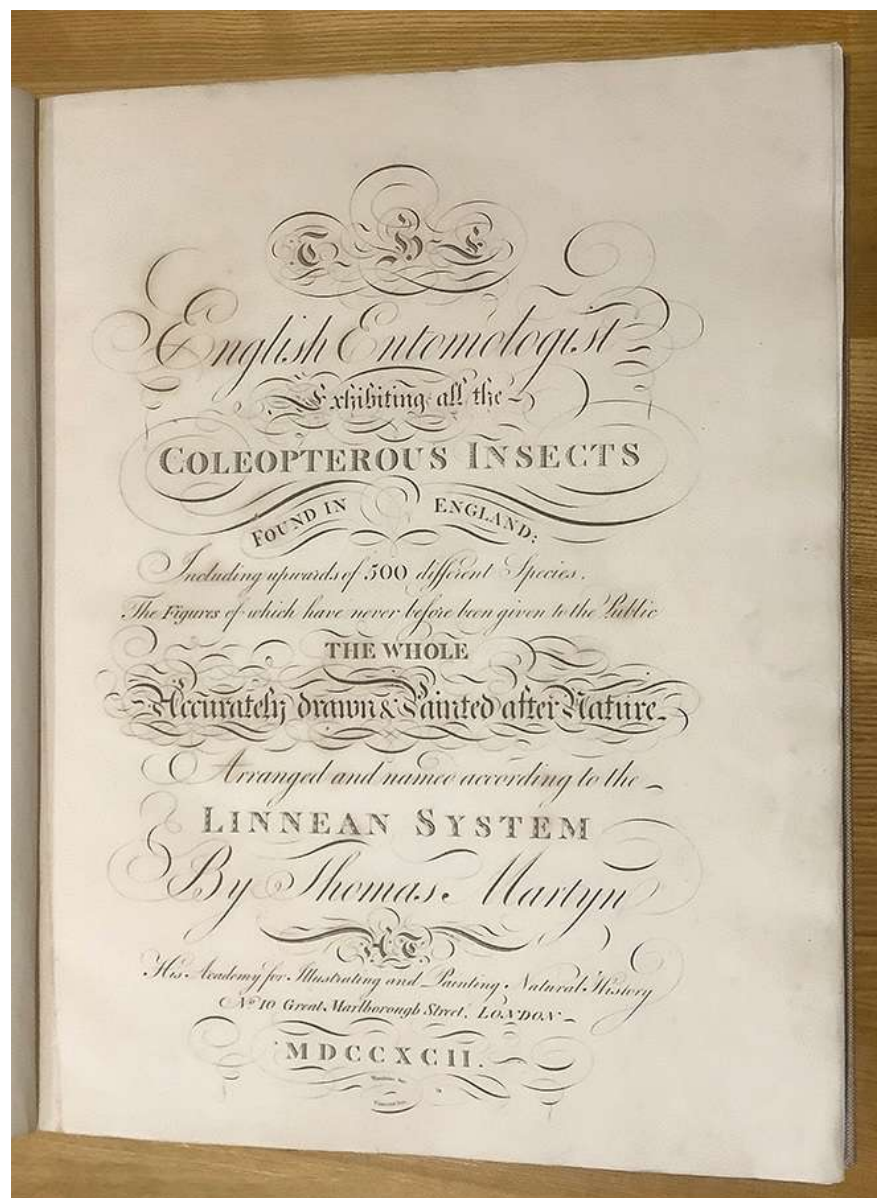 THE
English Entomologist
Exhibiting all the
COLEOPTEROUS INSECTS
FOUND IN ENGLAND:
Including upwards of 500 different Species.
The Figures of which have never before been given to the Public
THE WHOLE
Accurately drawn & Painted after Nature.
Arranged and named according to the
LINNEAN SYSTEM
By Thomas Martyn
AT
His Academy for Illustrating and Painting Natural History
No 10 Great Marlborough Street, LONDON
MDCCXCII.